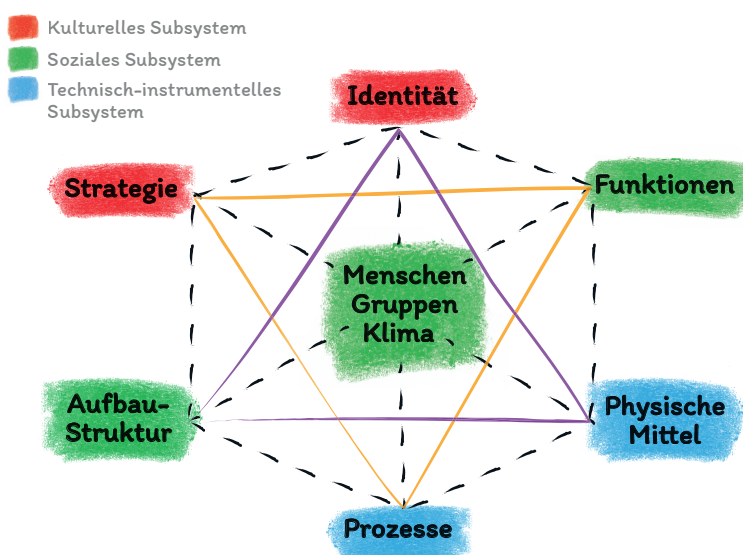 Kulturelles Subsystem
Soziales Subsystem
Technisch-instrumentelles
Subsystem
Identität
Strategie
Funktionen
Menschen
Gruppen
Klima
Aufbau-
Struktur
Physische
Mittel
Prozesse